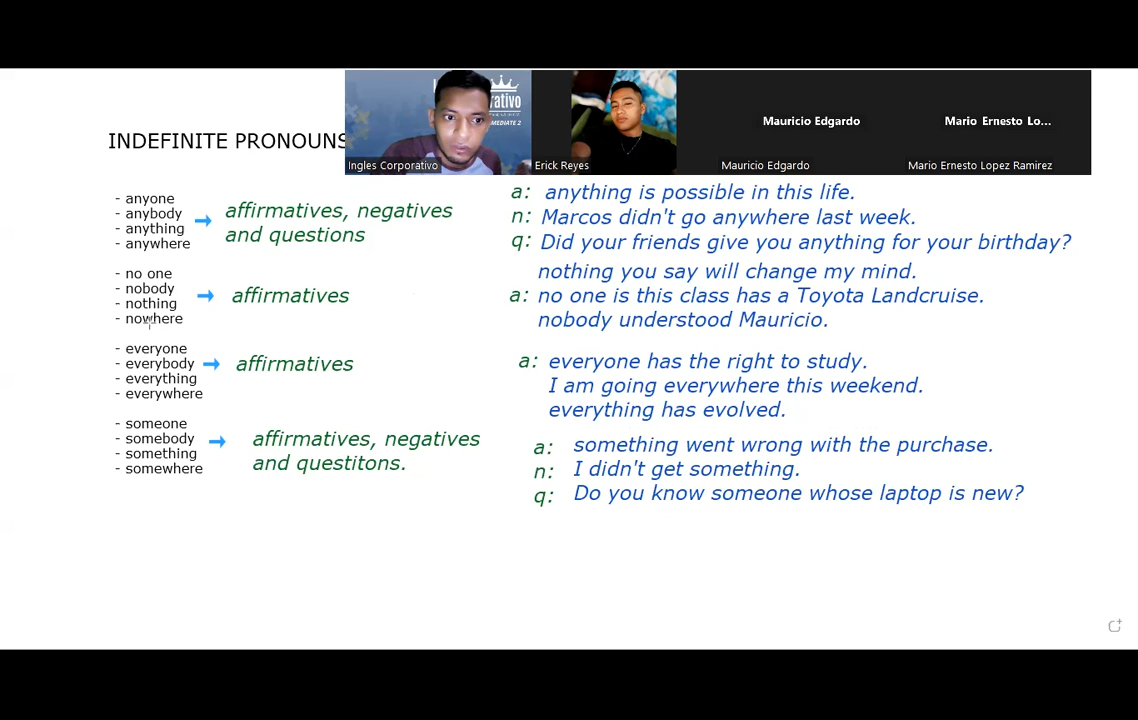 ativo
MEDIATE 2
Mauricio Edgardo
Mario Ernesto Lo...
INDEFINITE PRONOUNS
Ingles Corporativo
Erick Reyes
Mauricio Edgardo
Mario Ernesto Lopez Ramirez
- anyone
- anybody
- anything
- anywhere
affirmatives, negatives
and questions
a: anything is possible in this life.
n: Marcos didn't go anywhere last week.
q: Did your friends give you anything for your birthday?
- no one
- nobody
- nothing
- nowhere
affirmatives
nothing you say will change my mind.
a: no one is this class has a Toyota Landcruise.
nobody understood Mauricio.
- everyone
- everybody
- everything
- everywhere
affirmatives
a: everyone has the right to study.
I am going everywhere this weekend.
everything has evolved.
- someone
- somebody
- something
- somewhere
affirmatives, negatives
and questitons.
a: something went wrong with the purchase.
n: I didn't get something.
q: Do you know someone whose laptop is new?